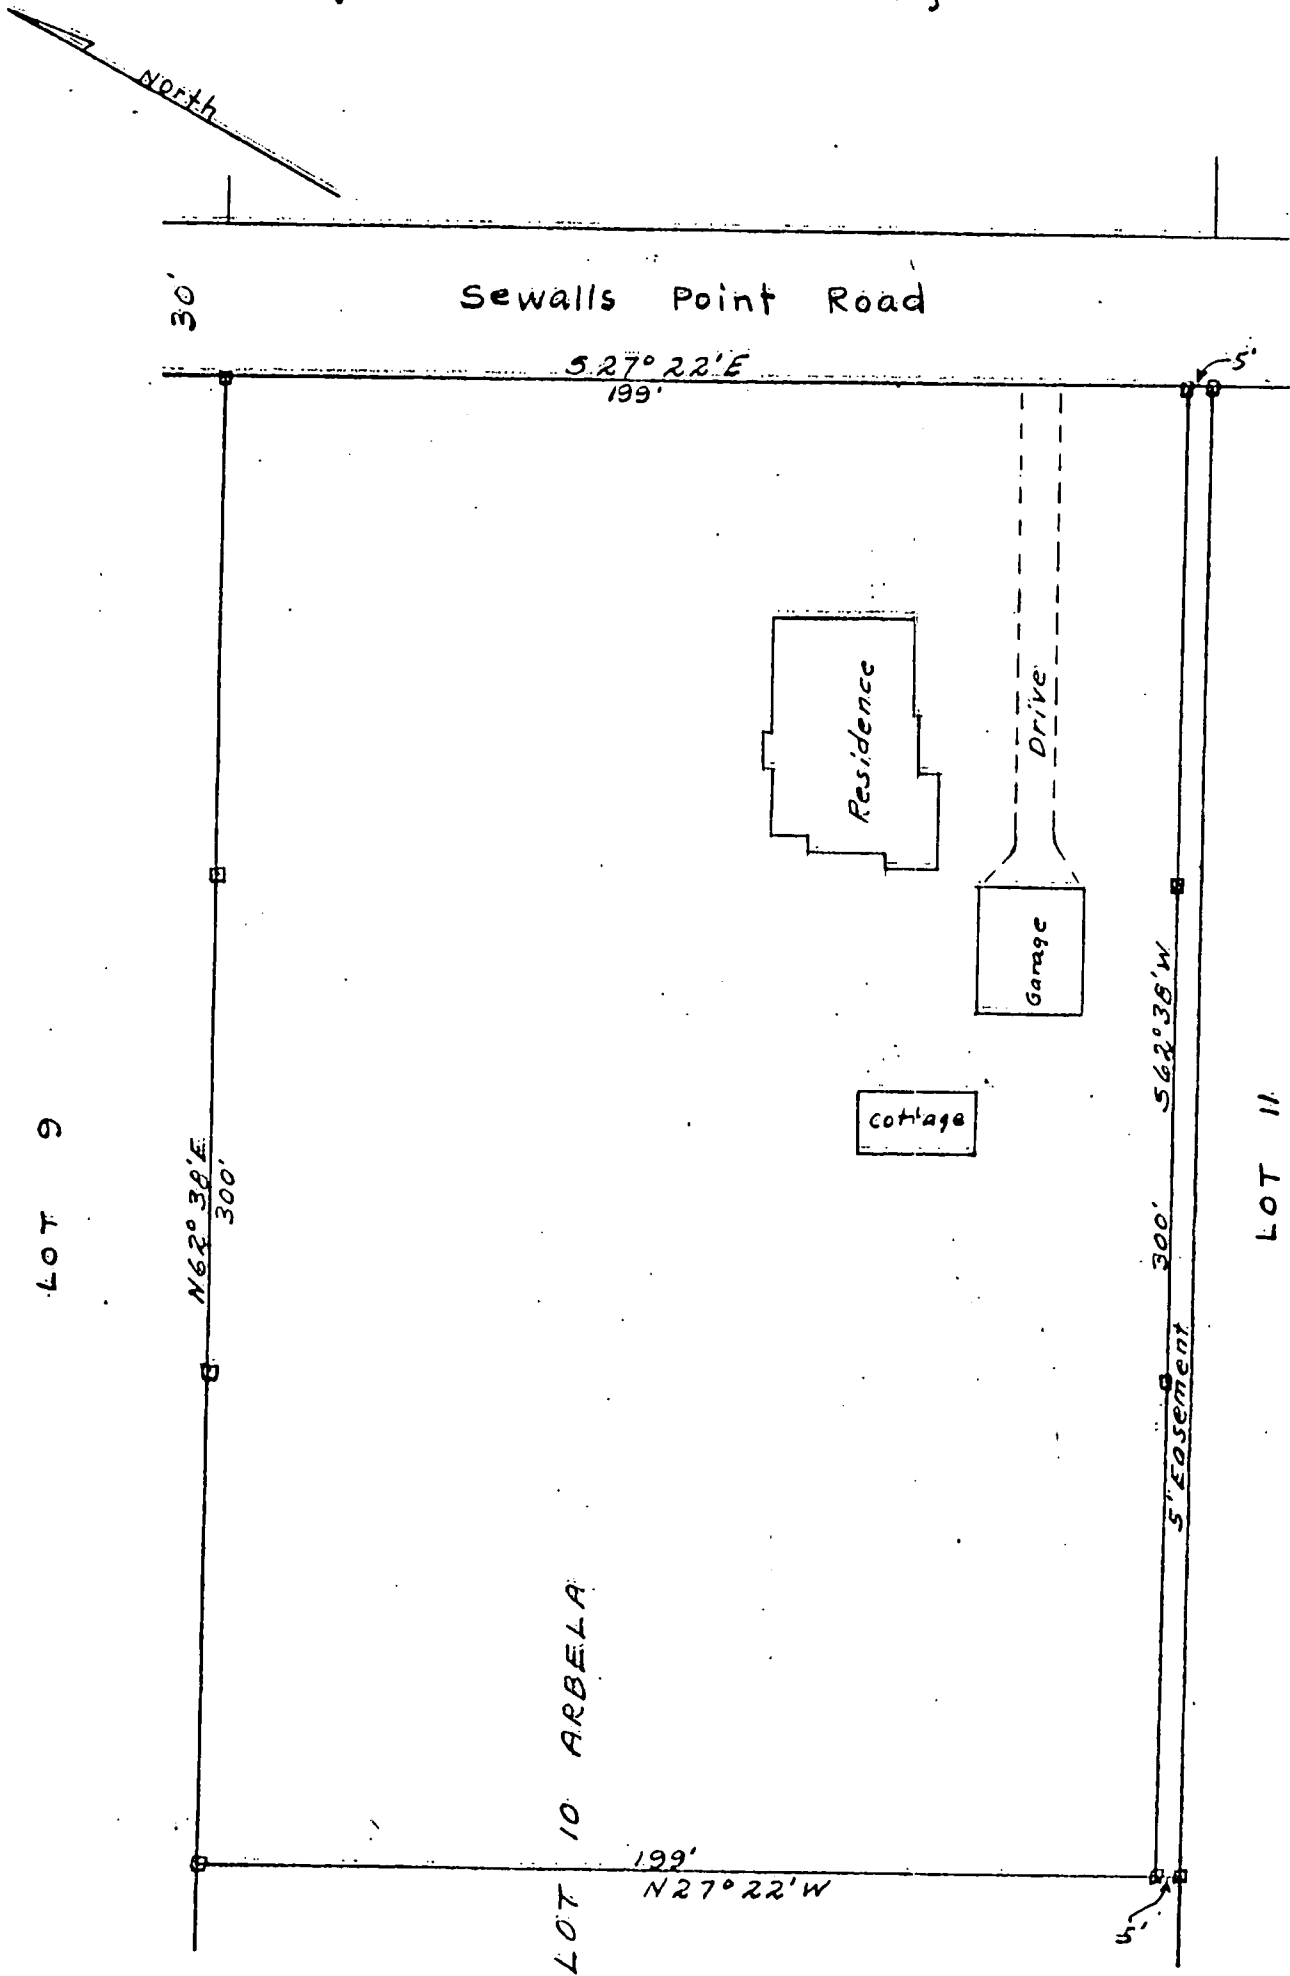 North
30'
Sewalls Point Road
S 27° 22' E
199'
5'
Residence
Drive
Garage
Cottage
LOT 9
N 62° 38' E
300'
S 62° 38' W
300'
5' Easement
LOT 11
LOT 10 ARBELA
199'
N 27° 22' W
5'